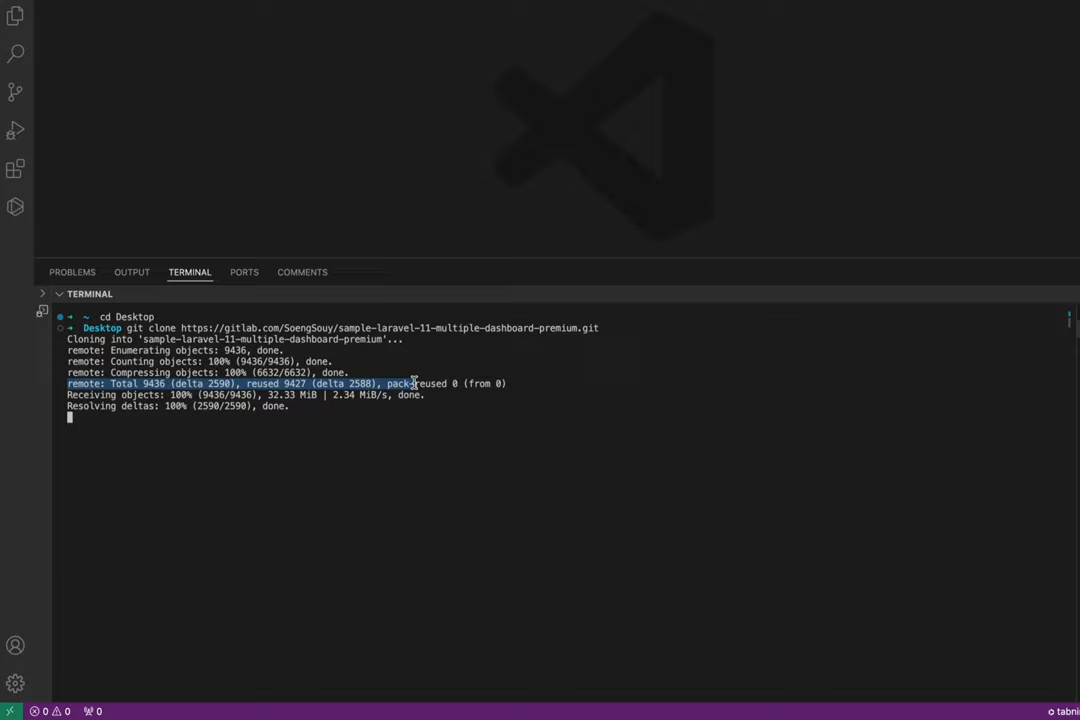 PROBLEMS OUTPUT TERMINAL PORTS COMMENTS
TERMINAL
➜ ~ cd Desktop
➜ Desktop git clone https://gitlab.com/SoengSouy/sample-laravel-11-multiple-dashboard-premium.git
Cloning into 'sample-laravel-11-multiple-dashboard-premium'...
remote: Enumerating objects: 9436, done.
remote: Counting objects: 100% (9436/9436), done.
remote: Compressing objects: 100% (6632/6632), done.
remote: Total 9436 (delta 2590), reused 9427 (delta 2588), pack-reused 0 (from 0)
Receiving objects: 100% (9436/9436), 32.33 MiB | 2.34 MiB/s, done.
Resolving deltas: 100% (2590/2590), done.
0 0 0 tabni